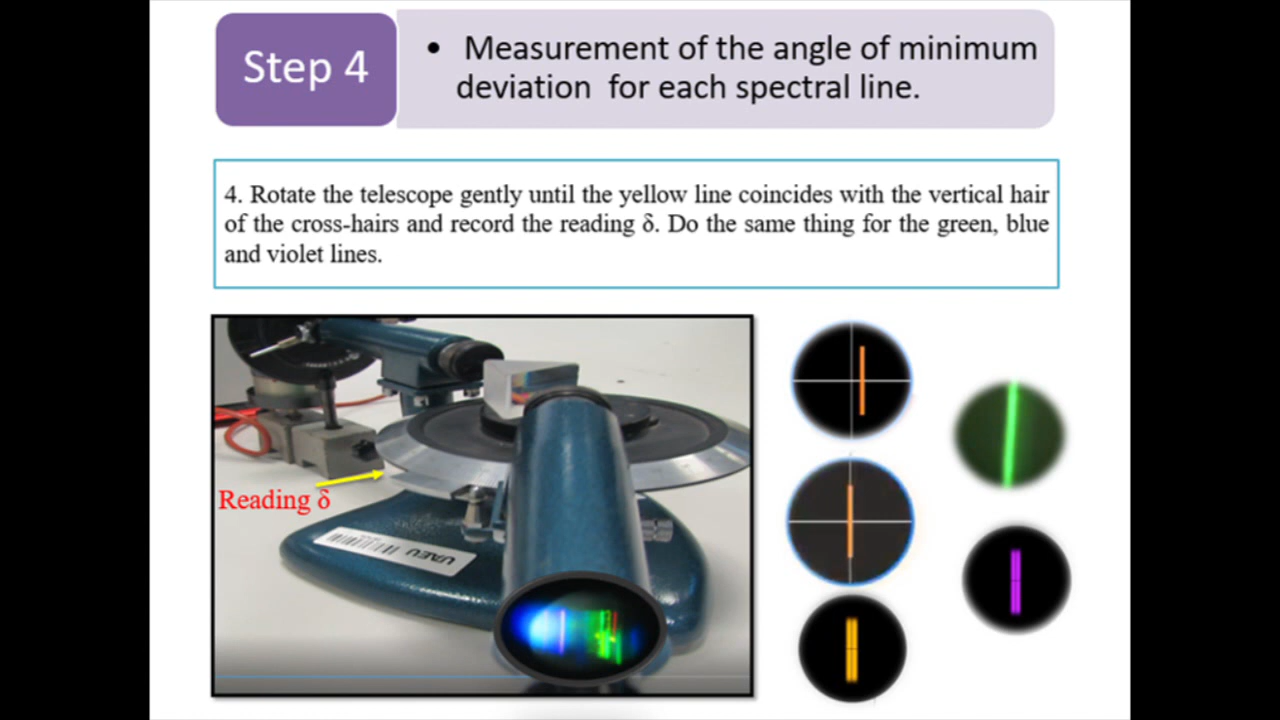 Step 4
• Measurement of the angle of minimum
deviation for each spectral line.
4. Rotate the telescope gently until the yellow line coincides with the vertical hair
of the cross-hairs and record the reading δ. Do the same thing for the green, blue
and violet lines.
Reading δ
UAEU